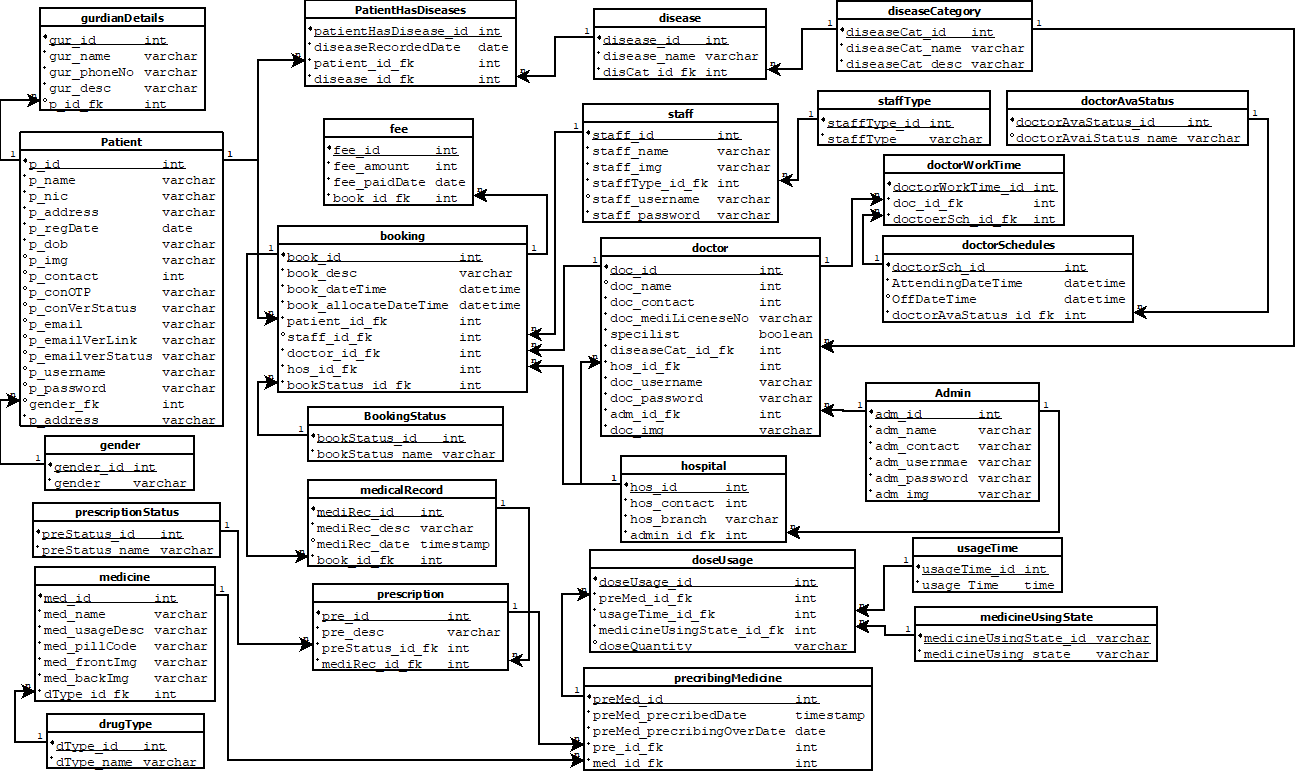 gurdianDetails
gur_id int
gur_name varchar
gur_phoneNo varchar
gur_desc varchar
p_id_fk int
PatientHasDiseases
patientHasDisease_id int
diseaseRecordedDate date
patient_id_fk int
disease_id_fk int
disease
disease_id int
disease_name varchar
disCat_id_fk int
diseaseCategory
diseaseCat_id int
diseaseCat_name varchar
diseaseCat_desc varchar
Patient
p_id int
p_name varchar
p_nic varchar
p_address varchar
p_regDate date
p_dob varchar
p_img varchar
p_contact int
p_conOTP varchar
p_conVerStatus varchar
p_email varchar
p_emailVerLink varchar
p_emailverStatus varchar
p_username varchar
p_password varchar
gender_fk int
p_address varchar
fee
fee_id int
fee_amount int
fee_paidDate date
book_id_fk int
staff
staff_id int
staff_name varchar
staff_img varchar
staffType_id_fk int
staff_username varchar
staff_password varchar
staffType
staffType_id int
staffType varchar
doctorAvaStatus
doctorAvaStatus_id int
doctorAvaiStatus_name varchar
doctorWorkTime
doctorWorkTime_id int
doc_id_fk int
doctoerSch_id_fk int
booking
book_id int
book_desc varchar
book_dateTime datetime
book_allocateDateTime datetime
patient_id_fk int
staff_id_fk int
doctor_id_fk int
hos_id_fk int
bookStatus_id_fk int
doctor
doc_id int
doc_name int
doc_contact int
doc_mediLiceneseNo varchar
specilist boolean
diseaseCat_id_fk int
hos_id_fk int
doc_username varchar
doc_password varchar
adm_id_fk int
doc_img varchar
doctorSchedules
doctorSch_id int
AttendingDateTime datetime
OffDateTime datetime
doctorAvaStatus_id_fk int
Admin
adm_id int
adm_name varchar
adm_contact varchar
adm_usernmae varchar
adm_password varchar
adm_img varchar
BookingStatus
bookStatus_id int
bookStatus_name varchar
gender
gender_id int
gender varchar
hospital
hos_id int
hos_contact int
hos_branch varchar
admin_id_fk int
medicalRecord
mediRec_id int
mediRec_desc varchar
mediRec_date timestamp
book_id_fk int
prescriptionStatus
preStatus_id int
preStatus_name varchar
medicine
med_id int
med_name varchar
med_usageDesc varchar
med_pillCode varchar
med_frontImg varchar
med_backImg varchar
dType_id_fk int
prescription
pre_id int
pre_desc varchar
preStatus_id_fk int
mediRec_id_fk int
doseUsage
doseUsage_id int
preMed_id_fk int
usageTime_id_fk int
medicineUsingState_id_fk int
doseQuantity varchar
usageTime
usageTime_id int
usage_Time time
medicineUsingState
medicineUsingState_id varchar
medicineUsing_state varchar
precribingMedicine
preMed_id int
preMed_precribedDate timestamp
preMed_precribingOverDate date
pre_id_fk int
med_id_fk int
drugType
dType_id int
dType_name varchar